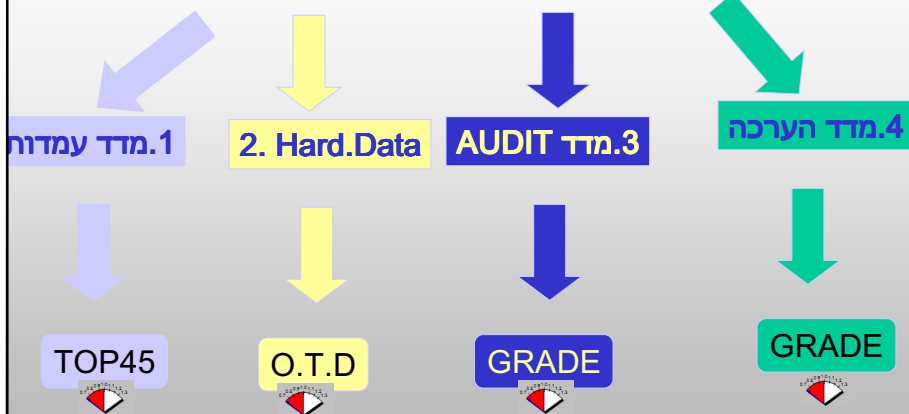 1.מדד עמדות
2. Hard.Data
3.מדד AUDIT
4.מדד הערכה
TOP45
O.T.D
GRADE
GRADE